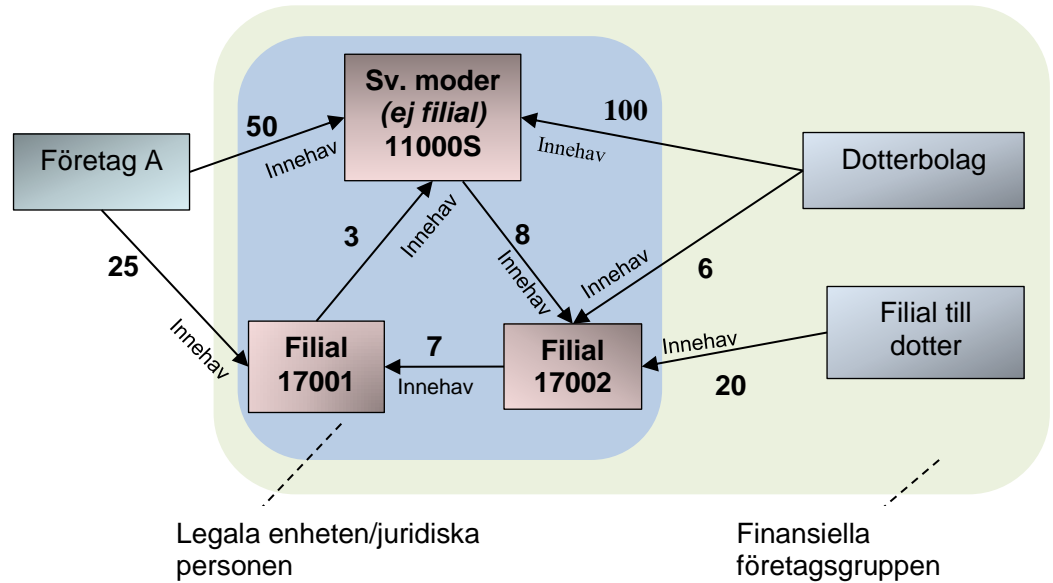 Sv. moder
(ej filial)
11000S
50
Innehav
100
Innehav
Företag A
Dotterbolag
3
Innehav
8
Innehav
Innehav
6
25
Innehav
Filial
17001
7
Innehav
Filial
17002
Innehav
20
Filial till
dotter
Legala enheten/juridiska
personen
Finansiella
företagsgruppen